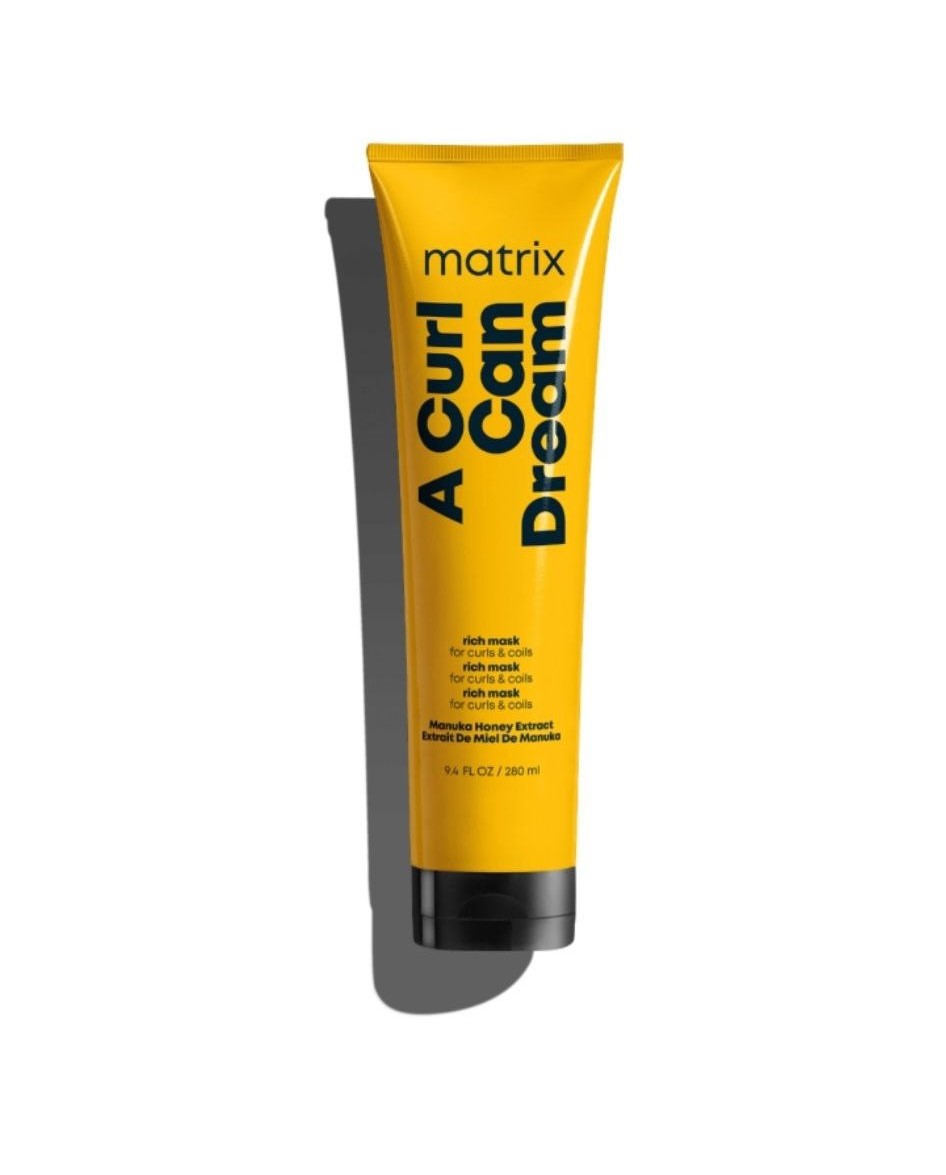 matrix
A Curl
Can
Dream
rich mask
for curls & coils
rich mask
for curls & coils
rich mask
for curls & coils
Manuka Honey Extract
Extrait De Miel De Manuka
9.4 FL OZ / 280 ml